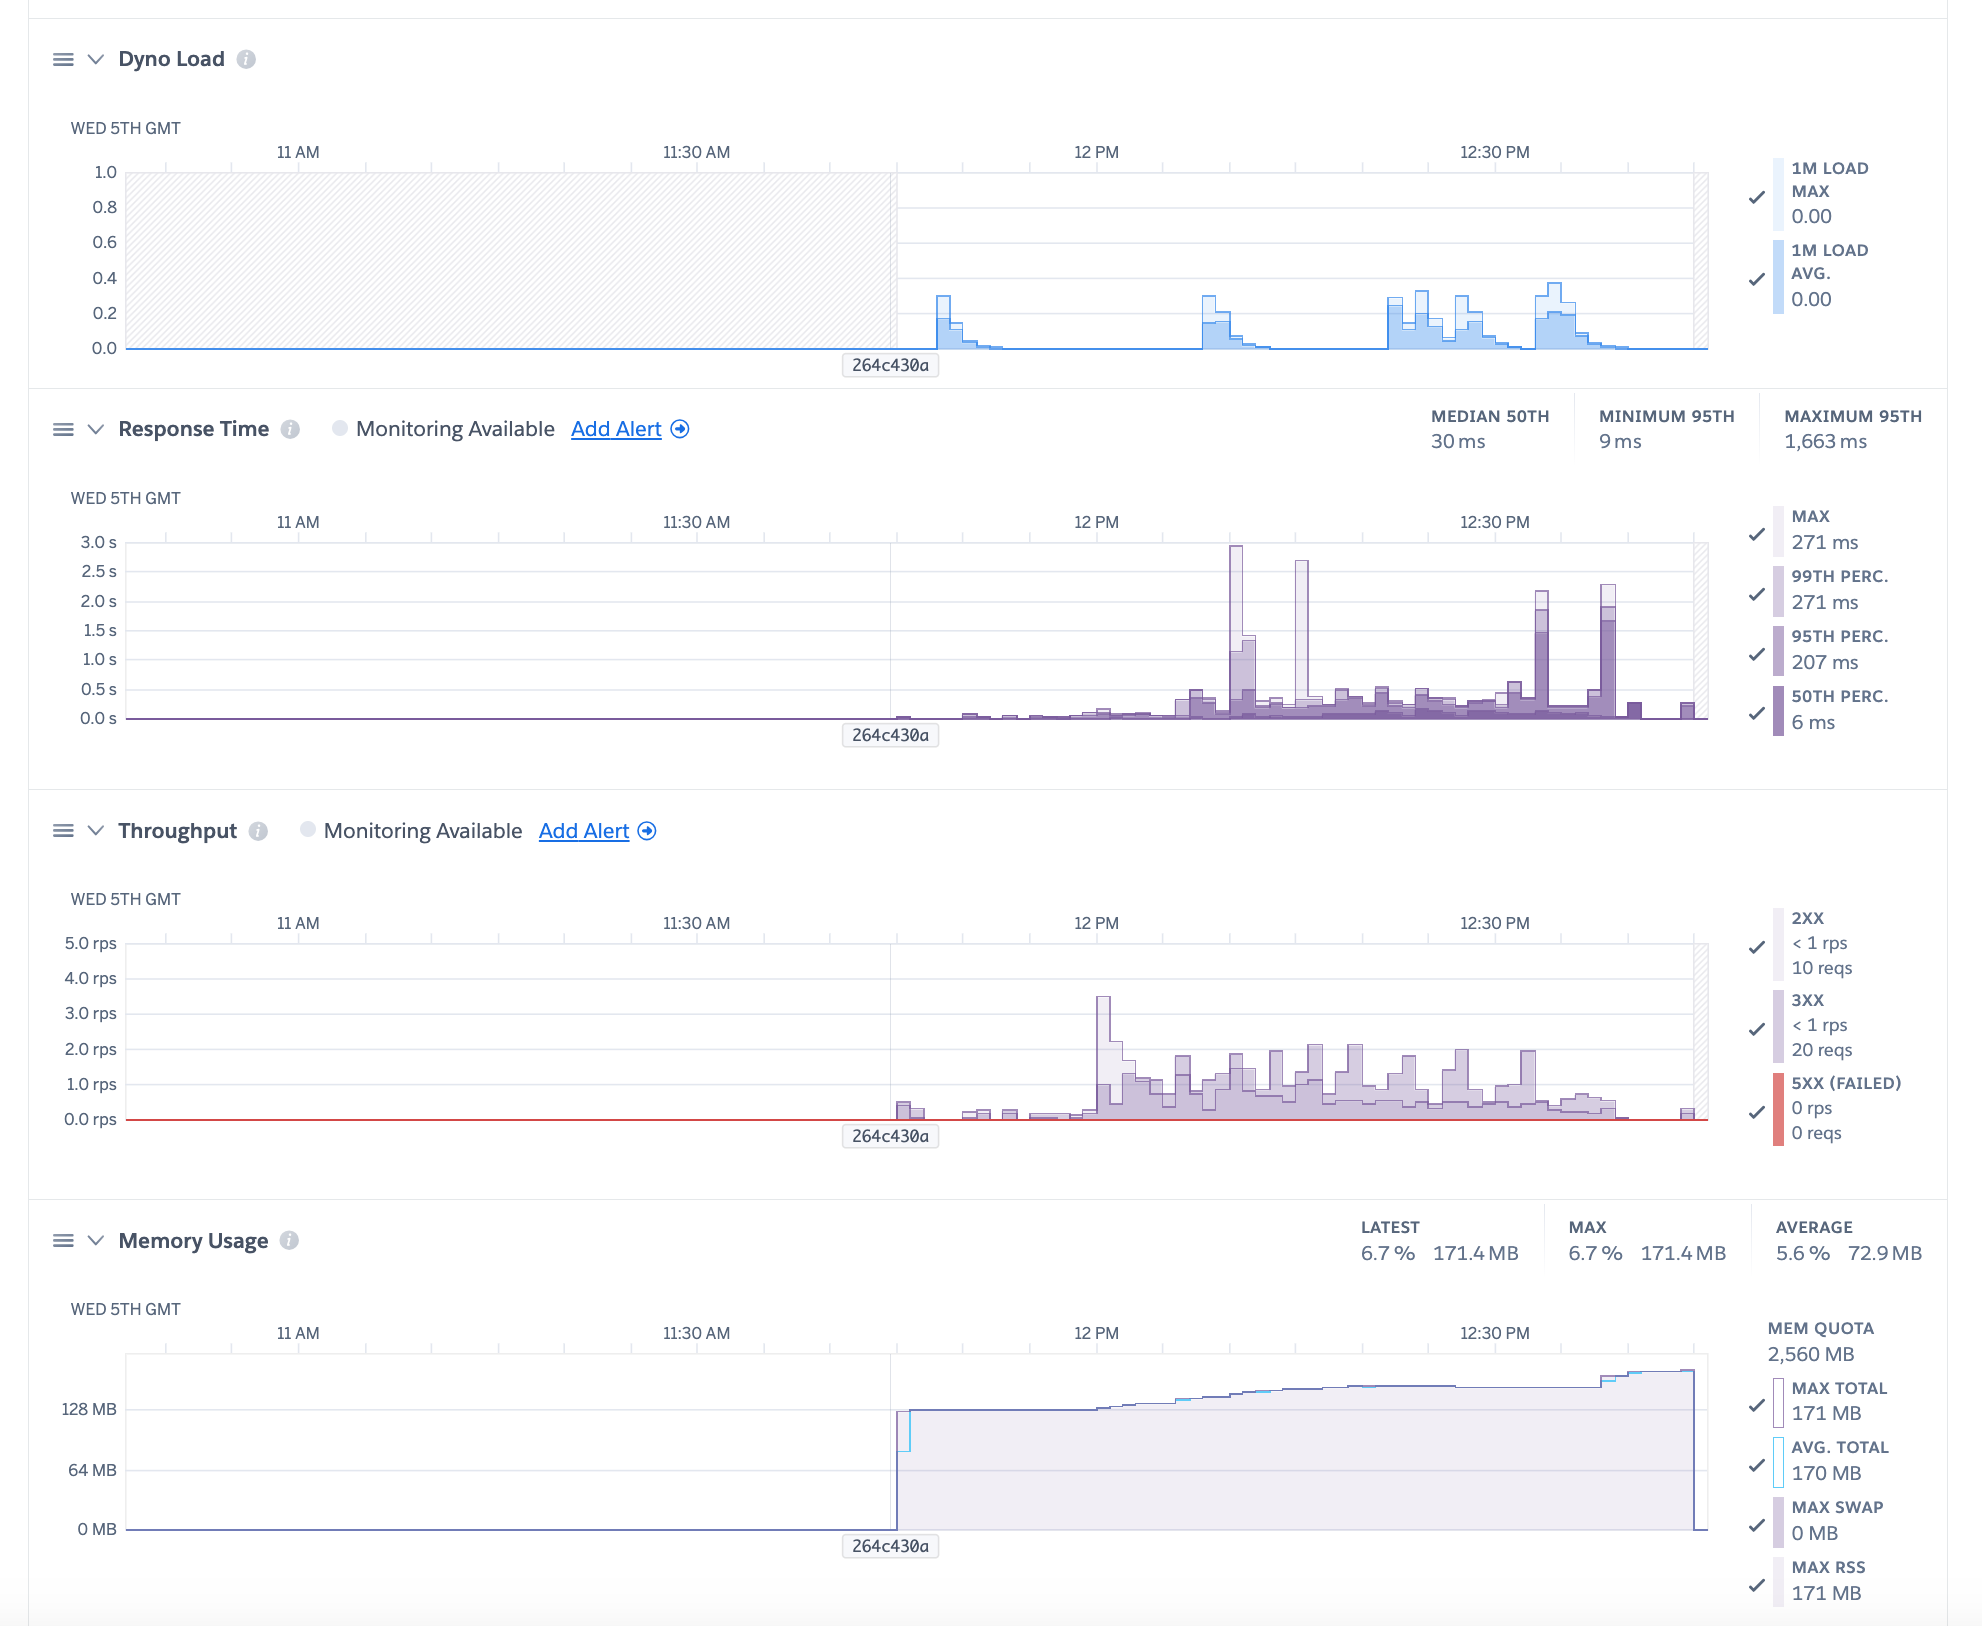 Dyno Load
WED 5TH GMT
11 AM 11:30 AM 12 PM 12:30 PM
1.0
0.8
0.6
0.4
0.2
0.0
264c430a
1M LOAD
MAX
0.00
1M LOAD
AVG.
0.00
Response Time Monitoring Available Add Alert
MEDIAN 50TH
30 ms
MINIMUM 95TH
9 ms
MAXIMUM 95TH
1,663 ms
WED 5TH GMT
11 AM 11:30 AM 12 PM 12:30 PM
3.0 s
2.5 s
2.0 s
1.5 s
1.0 s
0.5 s
0.0 s
264c430a
MAX
271 ms
99TH PERC.
271 ms
95TH PERC.
207 ms
50TH PERC.
6 ms
Throughput Monitoring Available Add Alert
WED 5TH GMT
11 AM 11:30 AM 12 PM 12:30 PM
5.0 rps
4.0 rps
3.0 rps
2.0 rps
1.0 rps
0.0 rps
264c430a
2XX
< 1 rps
10 reqs
3XX
< 1 rps
20 reqs
5XX (FAILED)
0 rps
0 reqs
Memory Usage
LATEST
6.7 % 171.4 MB
MAX
6.7 % 171.4 MB
AVERAGE
5.6 % 72.9 MB
WED 5TH GMT
11 AM 11:30 AM 12 PM 12:30 PM
128 MB
64 MB
0 MB
264c430a
MEM QUOTA
2,560 MB
MAX TOTAL
171 MB
AVG. TOTAL
170 MB
MAX SWAP
0 MB
MAX RSS
171 MB